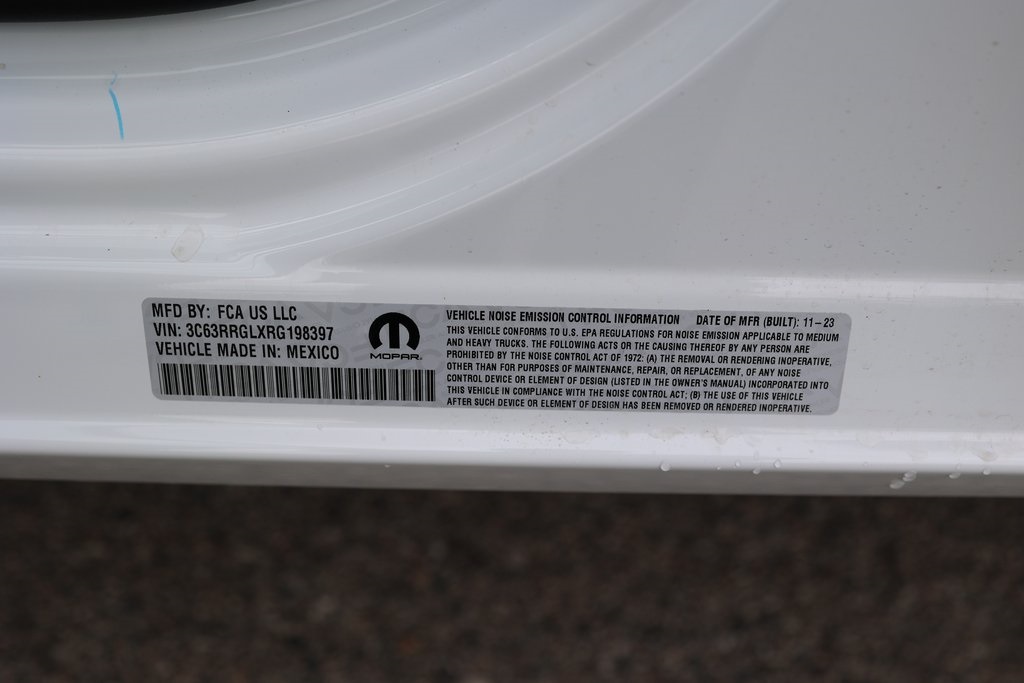 MFD BY: FCA US LLC
VIN: 3C63RRGLXRG198397
VEHICLE MADE IN: MEXICO
MOPAR
VEHICLE NOISE EMISSION CONTROL INFORMATION DATE OF MFR (BUILT): 11-23
THIS VEHICLE CONFORMS TO U.S. EPA REGULATIONS FOR NOISE EMISSION APPLICABLE TO MEDIUM
AND HEAVY TRUCKS. THE FOLLOWING ACTS OR THE CAUSING THEREOF BY ANY PERSON ARE
PROHIBITED BY THE NOISE CONTROL ACT OF 1972: (A) THE REMOVAL OR RENDERING INOPERATIVE,
OTHER THAN FOR PURPOSES OF MAINTENANCE, REPAIR, OR REPLACEMENT, OF ANY NOISE
CONTROL DEVICE OR ELEMENT OF DESIGN (LISTED IN THE OWNER'S MANUAL) INCORPORATED INTO
THIS VEHICLE IN COMPLIANCE WITH THE NOISE CONTROL ACT; (B) THE USE OF THIS VEHICLE
AFTER SUCH DEVICE OR ELEMENT OF DESIGN HAS BEEN REMOVED OR RENDERED INOPERATIVE.